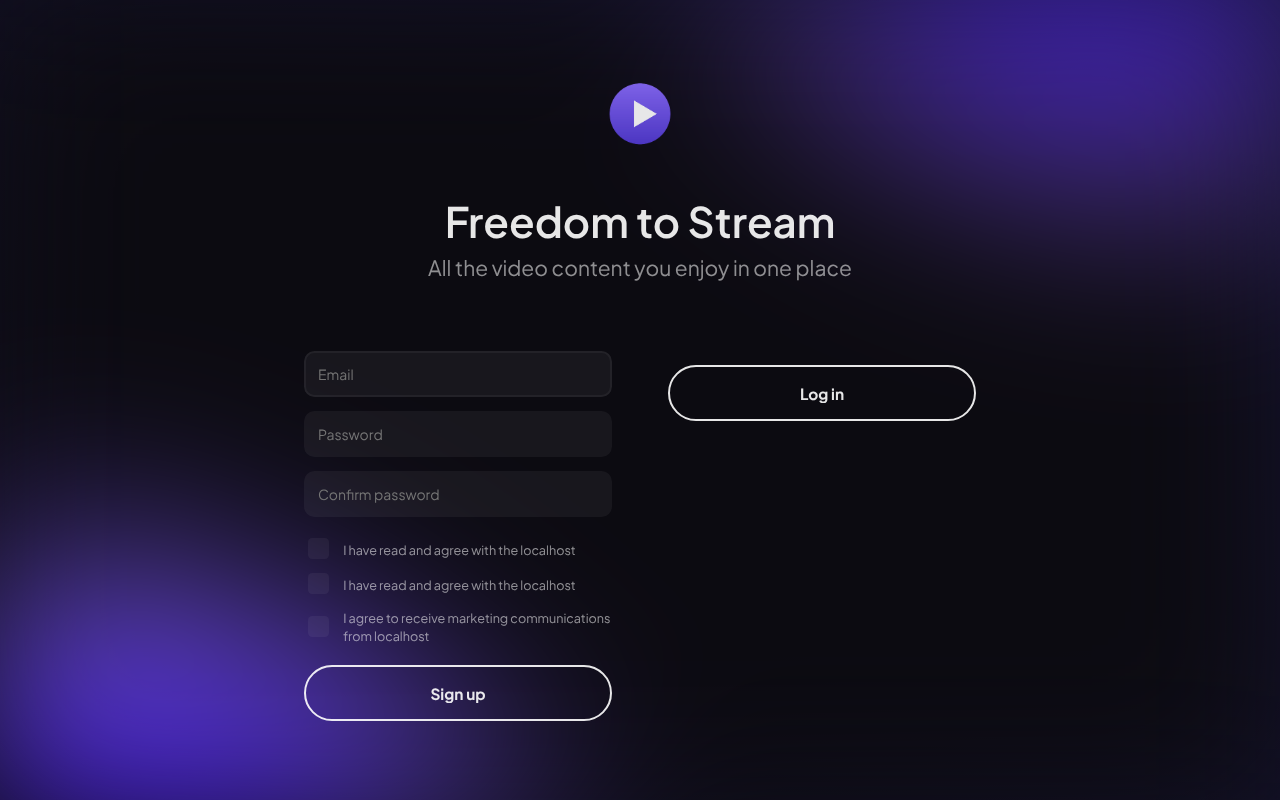 Freedom to Stream
All the video content you enjoy in one place
Email
Password
Confirm password
I have read and agree with the localhost
I have read and agree with the localhost
I agree to receive marketing communications
from localhost
Sign up
Log in